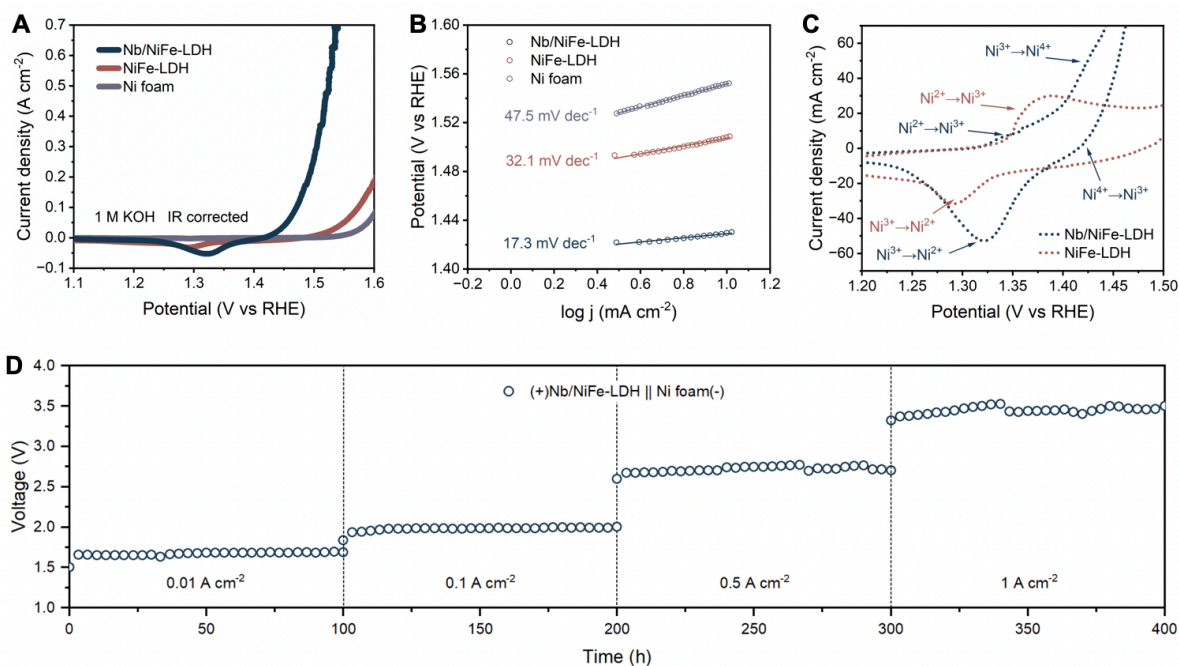 A
0.7
0.6
0.5
0.4
0.3
0.2
0.1
0.0
−0.1
Current density (A cm⁻²)
Nb/NiFe-LDH
NiFe-LDH
Ni foam
1 M KOH IR corrected
1.1 1.2 1.3 1.4 1.5 1.6
Potential (V vs RHE)
B
1.60
1.56
1.52
1.48
1.44
1.40
Potential (V vs RHE)
Nb/NiFe-LDH
NiFe-LDH
Ni foam
47.5 mV dec⁻¹
32.1 mV dec⁻¹
17.3 mV dec⁻¹
−0.2 0.0 0.2 0.4 0.6 0.8 1.0 1.2
log j (mA cm⁻²)
C
60
40
20
0
−20
−40
−60
Current density (mA cm⁻²)
Ni³⁺→Ni⁴⁺
Ni²⁺→Ni³⁺
Ni²⁺→Ni³⁺
Ni⁴⁺→Ni³⁺
Ni³⁺→Ni²⁺
Ni³⁺→Ni²⁺
Nb/NiFe-LDH
NiFe-LDH
1.20 1.25 1.30 1.35 1.40 1.45 1.50
Potential (V vs RHE)
D
4.0
3.5
3.0
2.5
2.0
1.5
1.0
Voltage (V)
(+)Nb/NiFe-LDH || Ni foam(-)
0.01 A cm⁻² 0.1 A cm⁻² 0.5 A cm⁻² 1 A cm⁻²
0 50 100 150 200 250 300 350 400
Time (h)